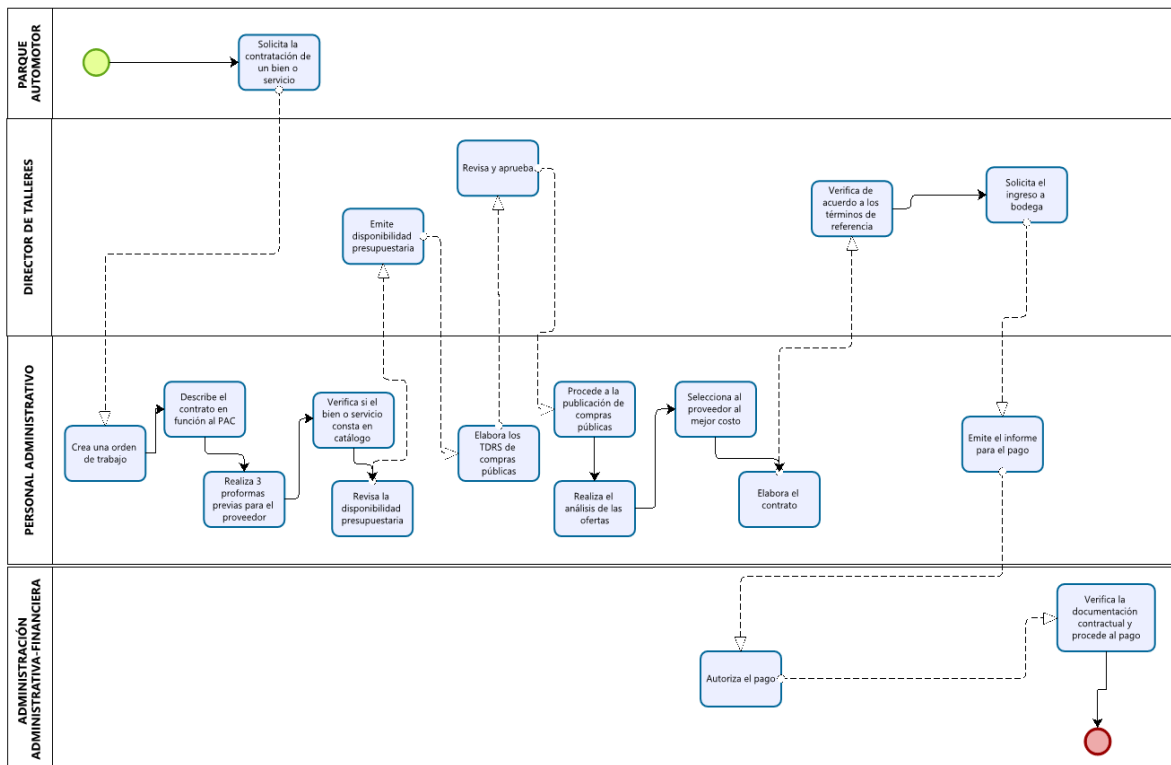 PARQUE
AUTOMOTOR
Solicita la
contratación de
un bien o
servicio
DIRECTOR DE TALLERES
Emite
disponibilidad
presupuestaria
Revisa y aprueba
Verifica de
acuerdo a los
términos de
referencia
Solicita el
ingreso a
bodega
PERSONAL ADMINISTRATIVO
Crea una orden
de trabajo
Describe el
contrato en
función al PAC
Realiza 3
proformas
previas para el
proveedor
Verifica si el
bien o servicio
consta en
catálogo
Revisa la
disponibilidad
presupuestaria
Elabora los
TDRS de
compras
públicas
Procede a la
publicación de
compras
públicas
Realiza el
análisis de las
ofertas
Selecciona al
proveedor al
mejor costo
Elabora el
contrato
Emite el informe
para el pago
ADMINISTRACIÓN
ADMINISTRATIVA-FINANCIERA
Autoriza el pago
Verifica la
documentación
contractual y
procede al pago